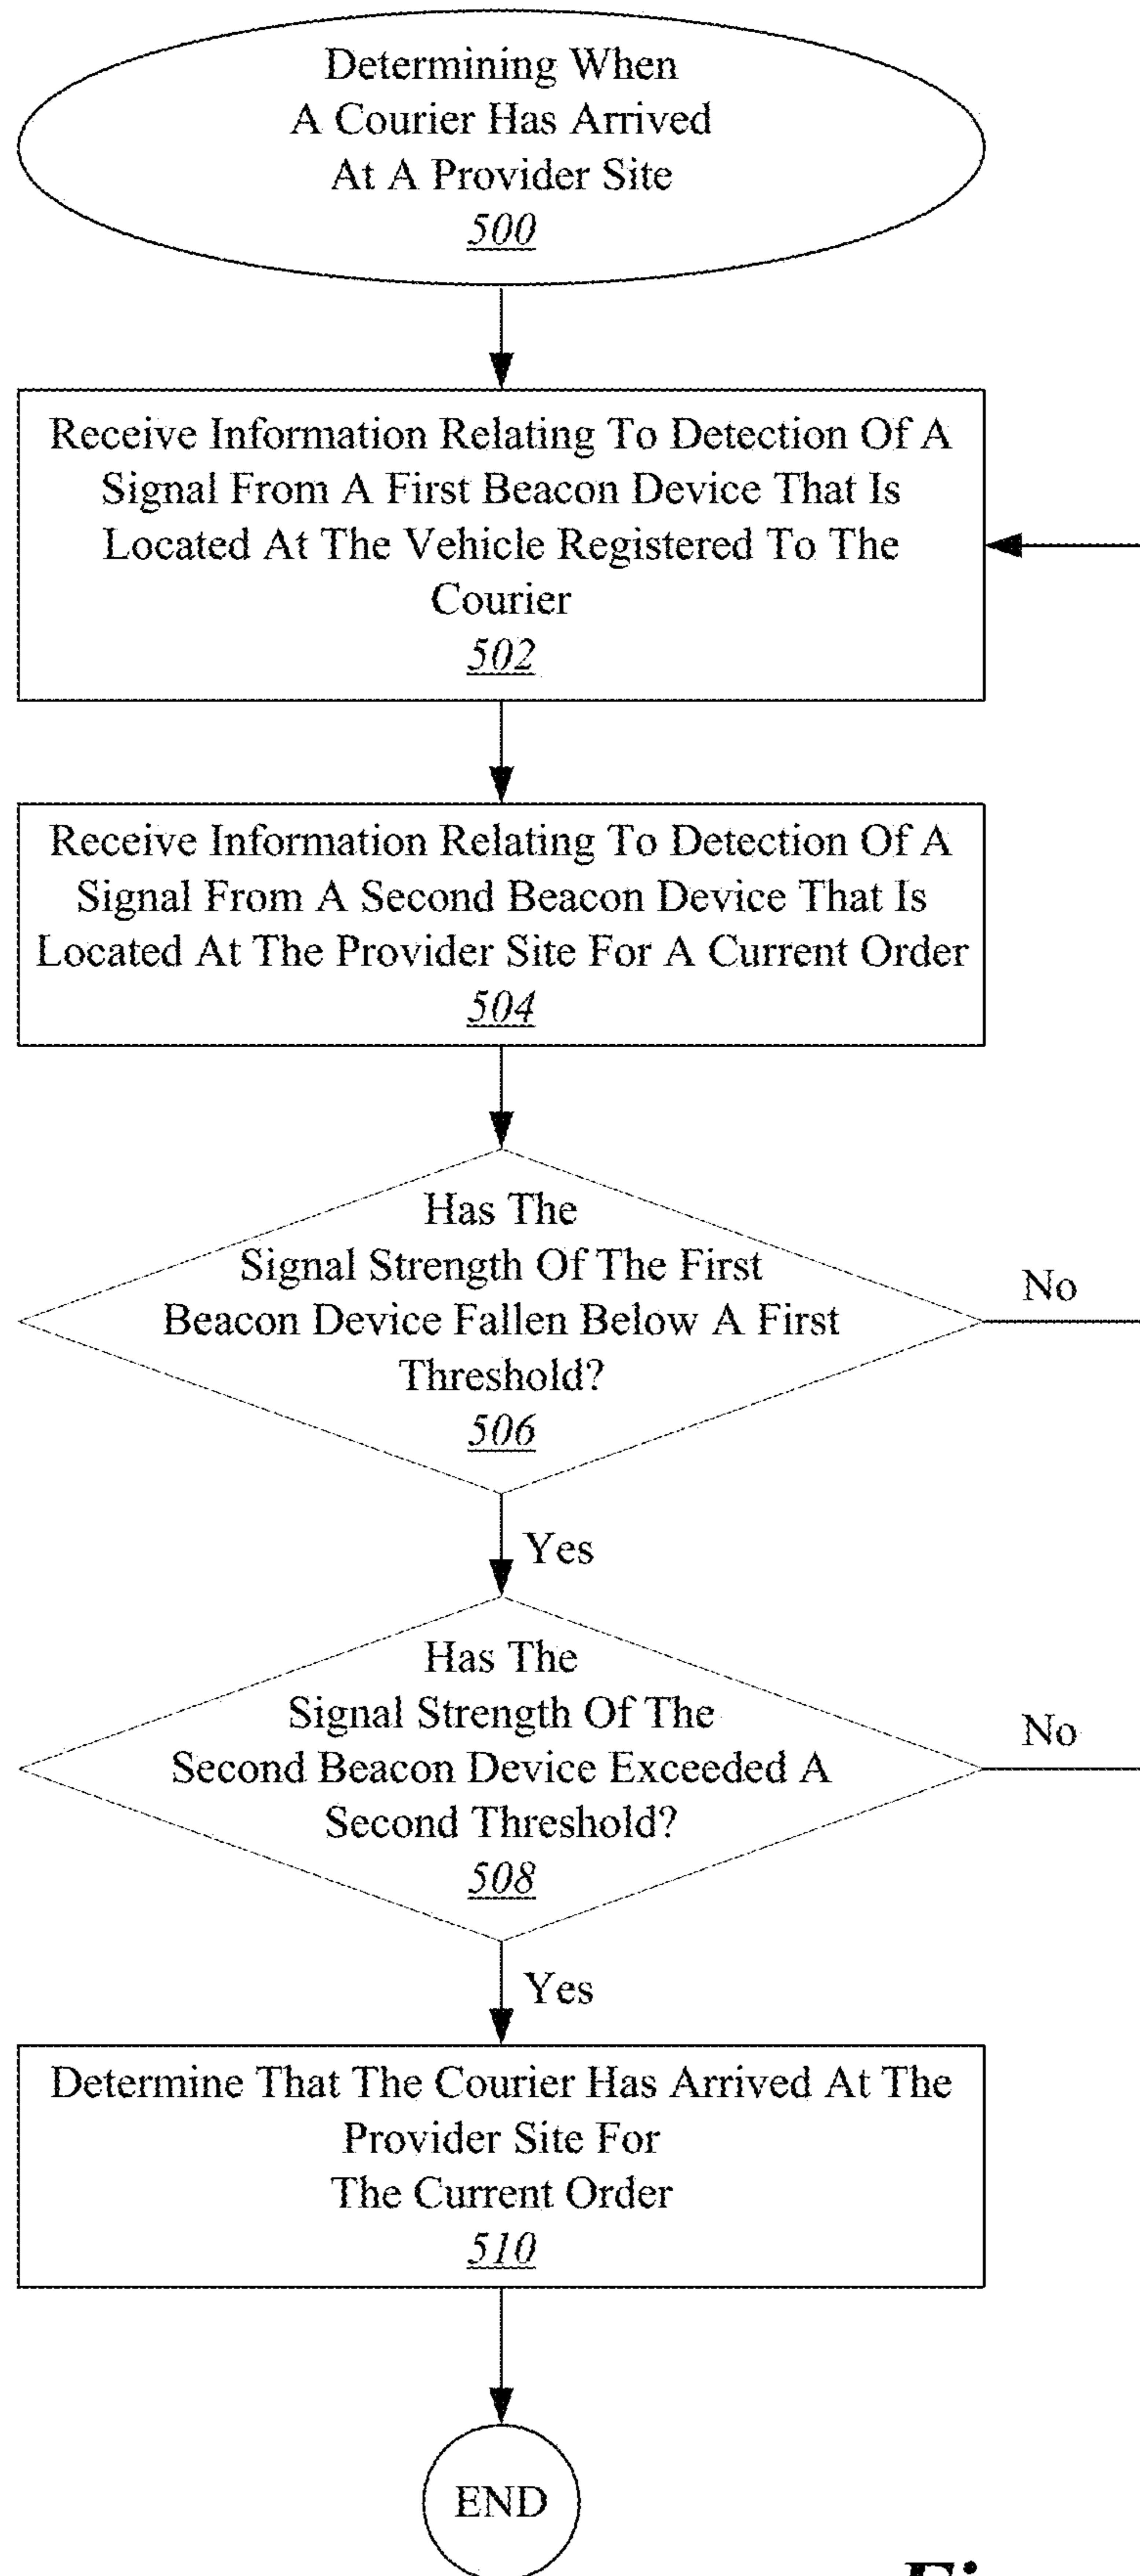 Determining When
A Courier Has Arrived
At A Provider Site
500
Receive Information Relating To Detection Of A
Signal From A First Beacon Device That Is
Located At The Vehicle Registered To The
Courier
502
Receive Information Relating To Detection Of A
Signal From A Second Beacon Device That Is
Located At The Provider Site For A Current Order
504
Has The
Signal Strength Of The First
Beacon Device Fallen Below A First
Threshold?
506
No
Yes
Has The
Signal Strength Of The
Second Beacon Device Exceeded A
Second Threshold?
508
No
Yes
Determine That The Courier Has Arrived At The
Provider Site For
The Current Order
510
END